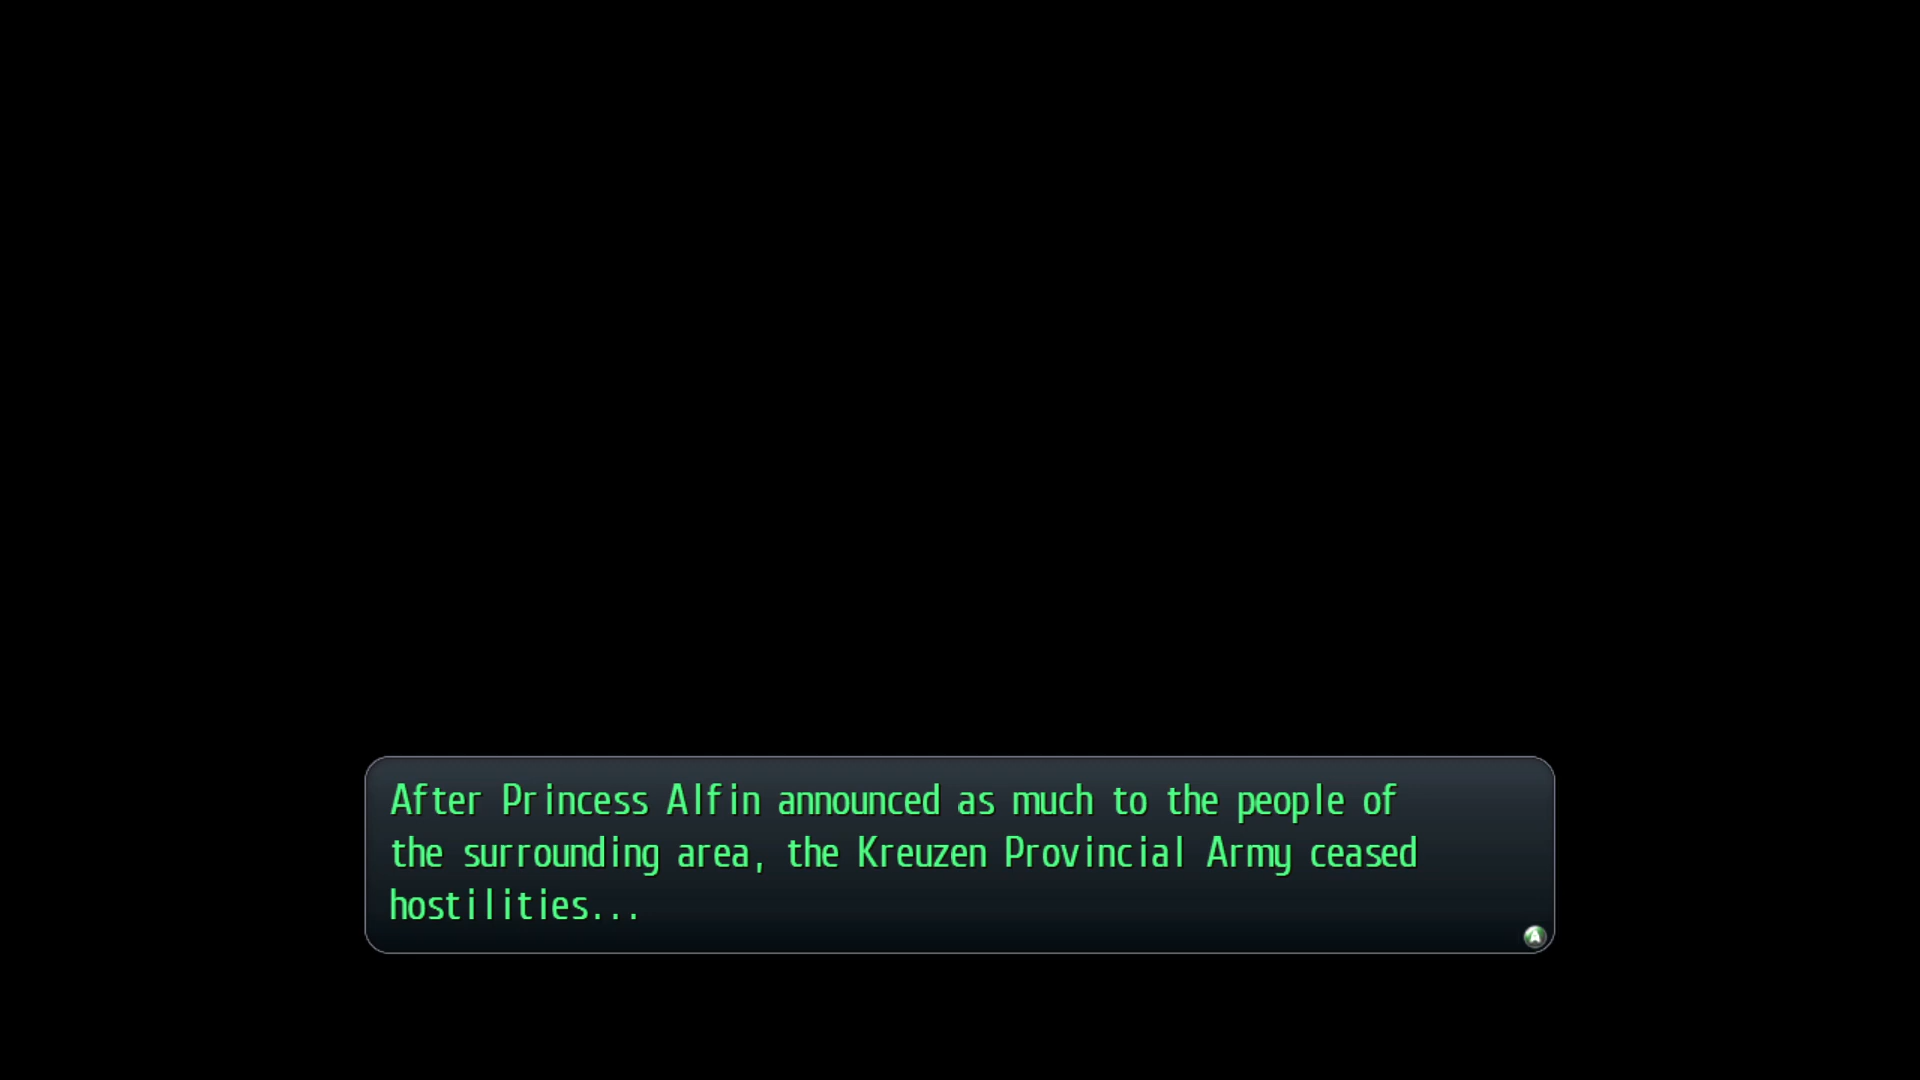 After Princess Alfin announced as much to the people of
the surrounding area, the Kreuzen Provincial Army ceased
hostilities...
A